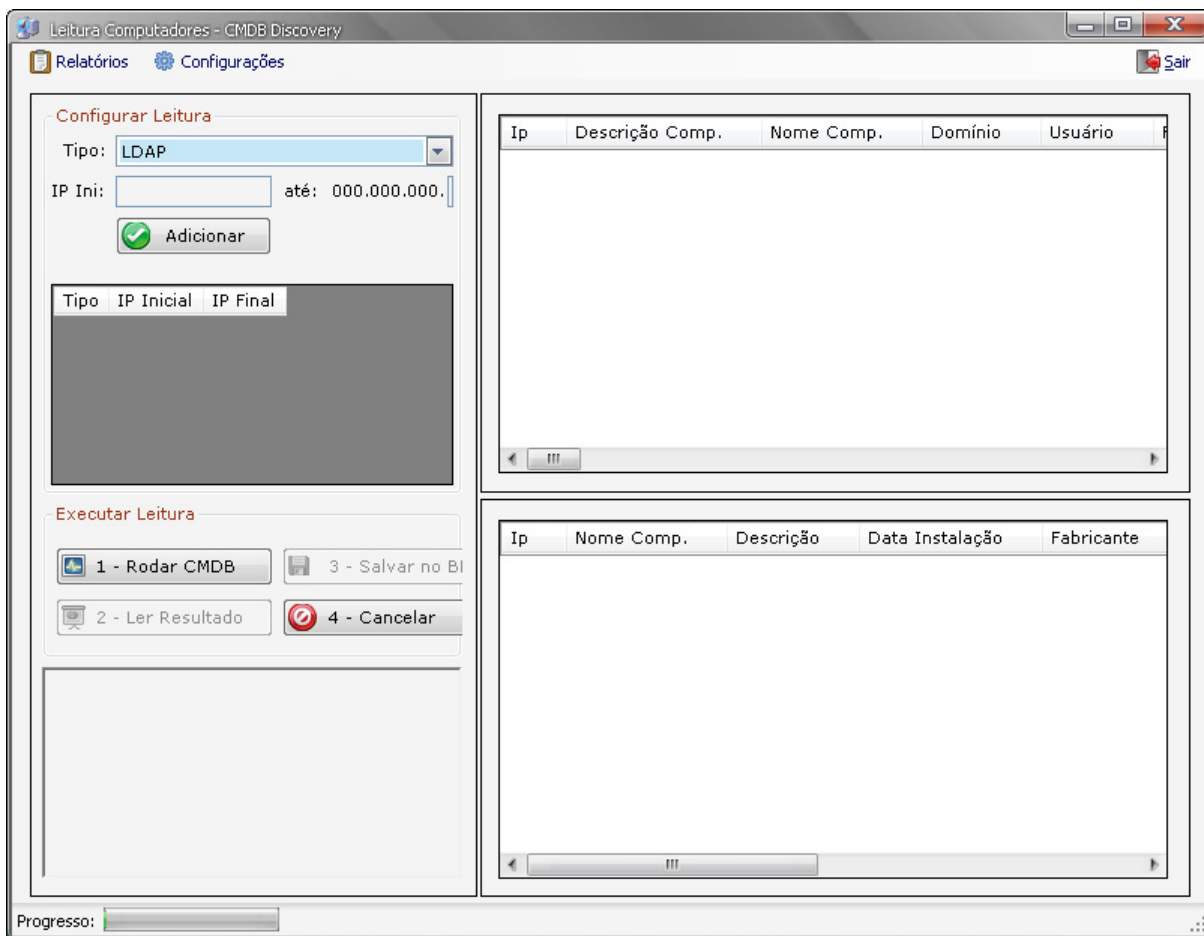 Leitura Computadores - CMDB Discovery
Relatórios Configurações Sair
Configurar Leitura
Tipo: LDAP
IP Ini: até: 000.000.000.
Adicionar
Tipo IP Inicial IP Final
Executar Leitura
1 - Rodar CMDB 3 - Salvar no
2 - Ler Resultado 4 - Cancelar
Ip Descrição Comp. Nome Comp. Domínio Usuário
Ip Nome Comp. Descrição Data Instalação Fabricante
Progresso: